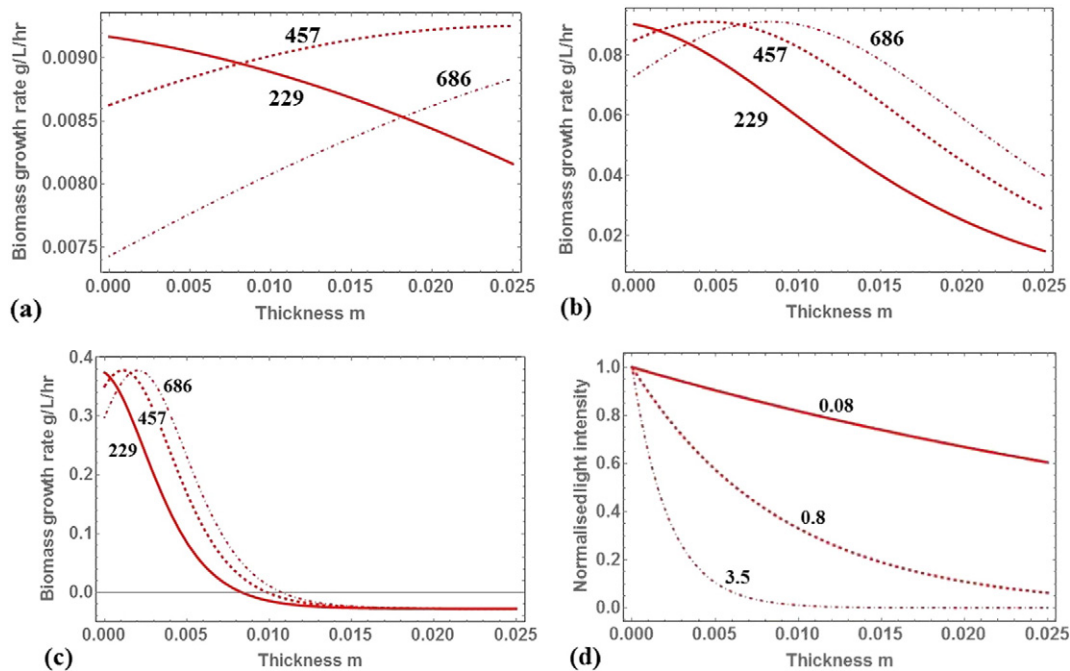 Biomass growth rate g/L/hr
0.0090
0.0085
0.0080
0.0075
457
229
686
0.000 0.005 0.010 0.015 0.020 0.025
Thickness m
(a)
Biomass growth rate g/L/hr
0.08
0.06
0.04
0.02
686
457
229
0.000 0.005 0.010 0.015 0.020 0.025
Thickness m
(b)
Biomass growth rate g/L/hr
0.4
0.3
0.2
0.1
0.0
686
457
229
0.000 0.005 0.010 0.015 0.020 0.025
Thickness m
(c)
Normalised light intensity
1.0
0.8
0.6
0.4
0.2
0.0
0.08
0.8
3.5
0.000 0.005 0.010 0.015 0.020 0.025
Thickness m
(d)